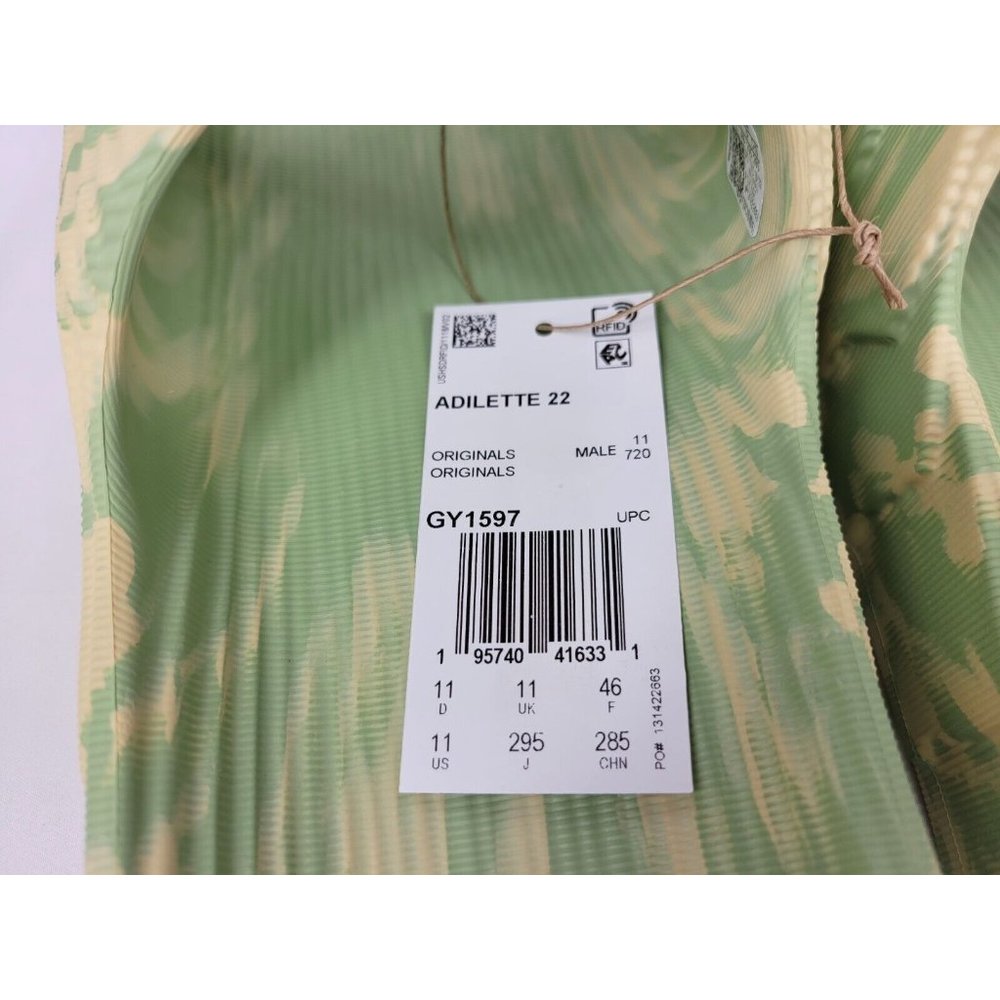 RFID
ADILETTE 22
ORIGINALS MALE 11
ORIGINALS 720
GY1597 UPC
1 95740 41633 1
11 11 46
D UK F
11 295 285
US J CHN
PO# 131422663